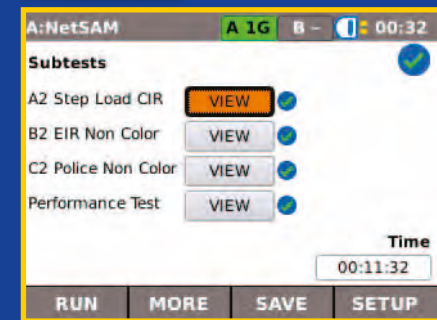 A:NetSAM A 1G B – 00:32
Subtests
A2 Step Load CIR VIEW
B2 EIR Non Color VIEW
C2 Police Non Color VIEW
Performance Test VIEW
Time
00:11:32
RUN MORE SAVE SETUP